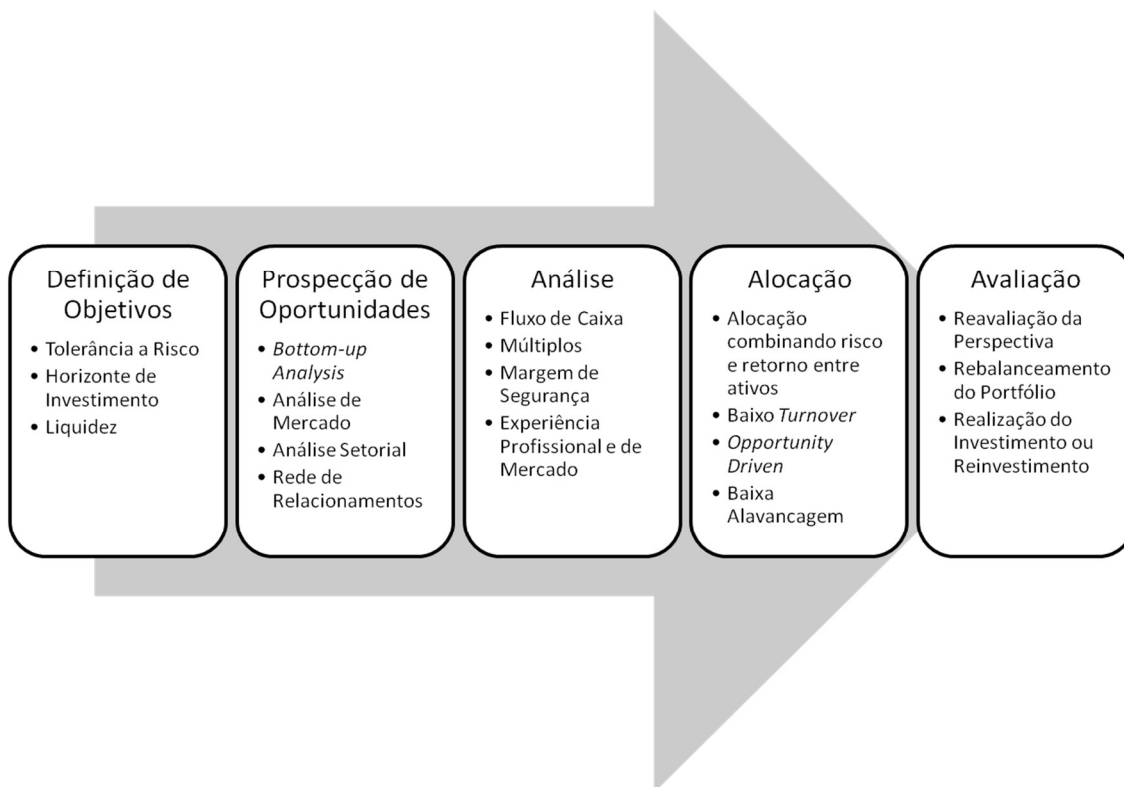 Definição de
Objetivos
• Tolerância a Risco
• Horizonte de
Investimento
• Liquidez
Prospecção de
Oportunidades
• Bottom-up
Analysis
• Análise de
Mercado
• Análise Setorial
• Rede de
Relacionamentos
Análise
• Fluxo de Caixa
• Múltiplos
• Margem de
Segurança
• Experiência
Profissional e de
Mercado
Alocação
• Alocação
combinando risco
e retorno entre
ativos
• Baixo Turnover
• Opportunity
Driven
• Baixa
Alavancagem
Avaliação
• Reavaliação da
Perspectiva
• Rebalanceamento
do Portfólio
• Realização do
Investimento ou
Reinvestimento